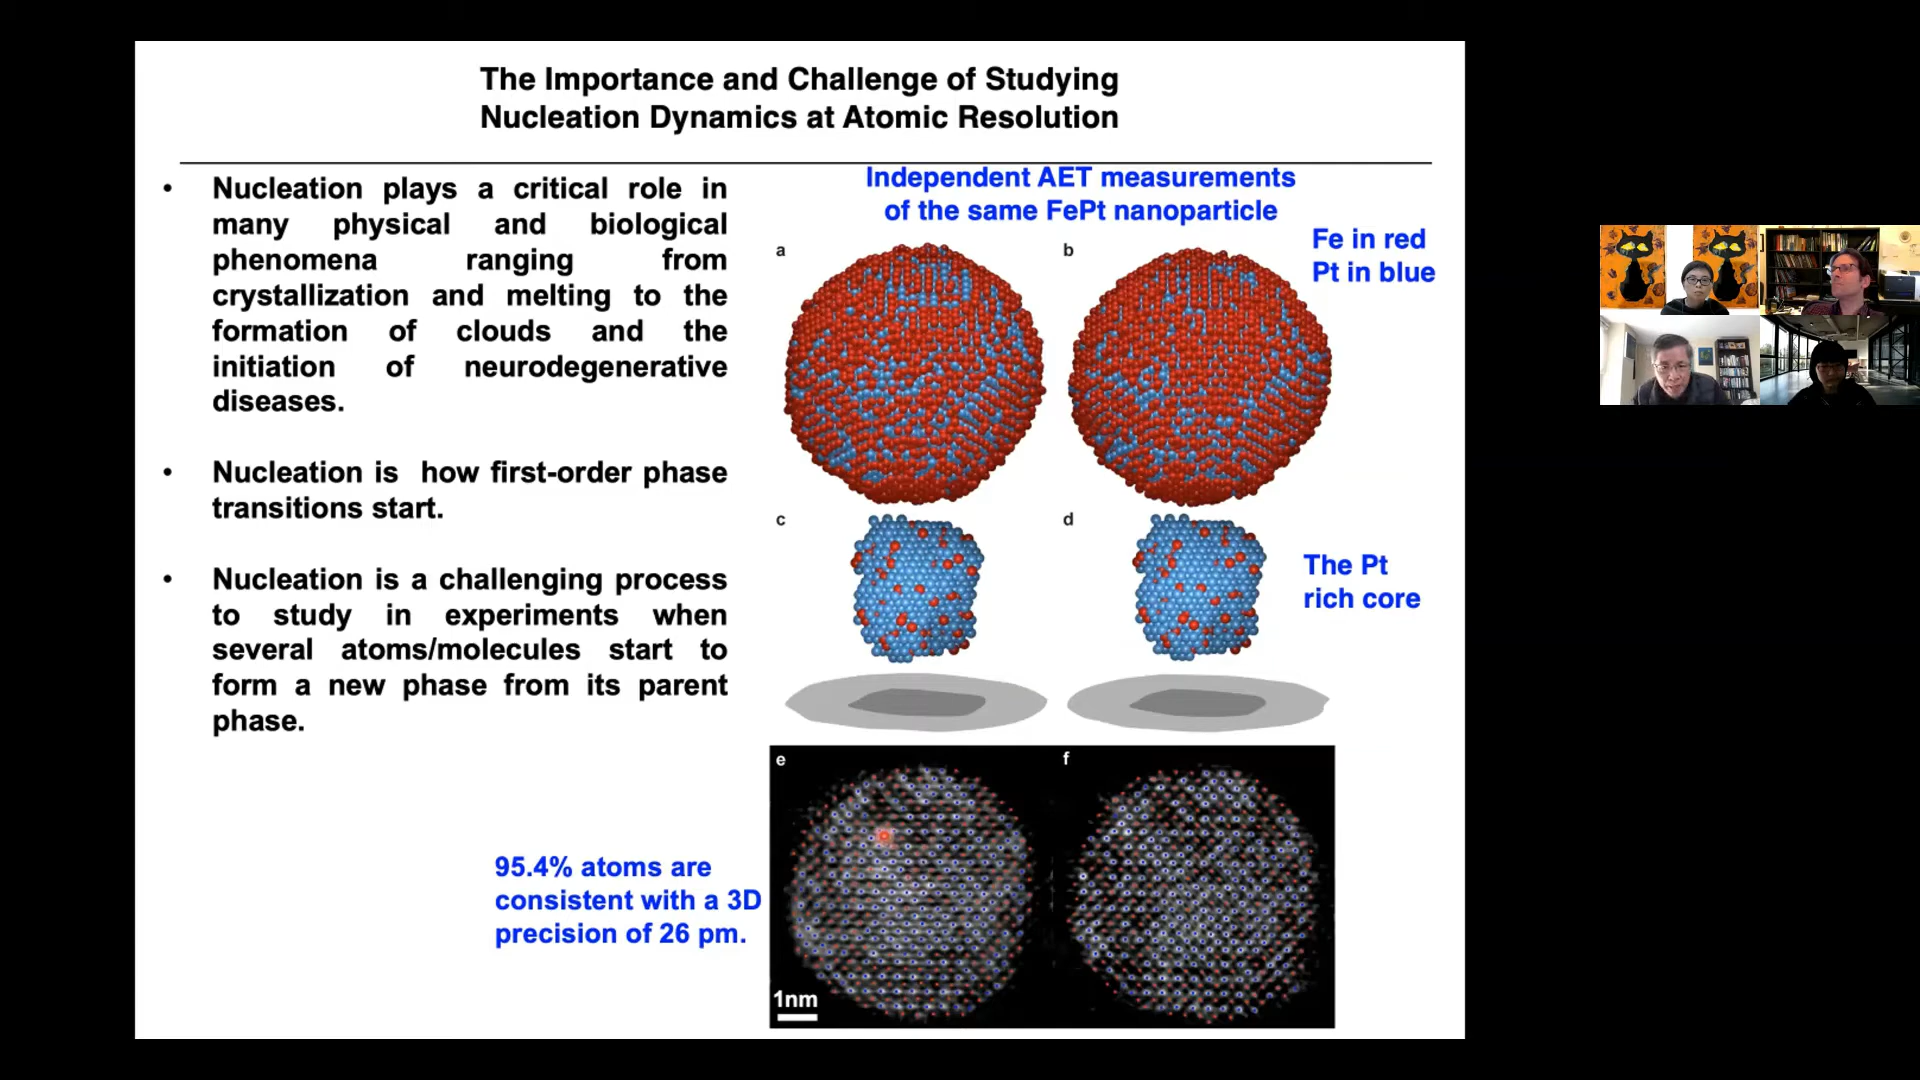 The Importance and Challenge of Studying
Nucleation Dynamics at Atomic Resolution
• Nucleation plays a critical role in
many physical and biological
phenomena ranging from
crystallization and melting to the
formation of clouds and the
initiation of neurodegenerative
diseases.
• Nucleation is how first-order phase
transitions start.
• Nucleation is a challenging process
to study in experiments when
several atoms/molecules start to
form a new phase from its parent
phase.
95.4% atoms are
consistent with a 3D
precision of 26 pm.
Independent AET measurements
of the same FePt nanoparticle
Fe in red
Pt in blue
a
b
c
d
The Pt
rich core
e
f
1nm